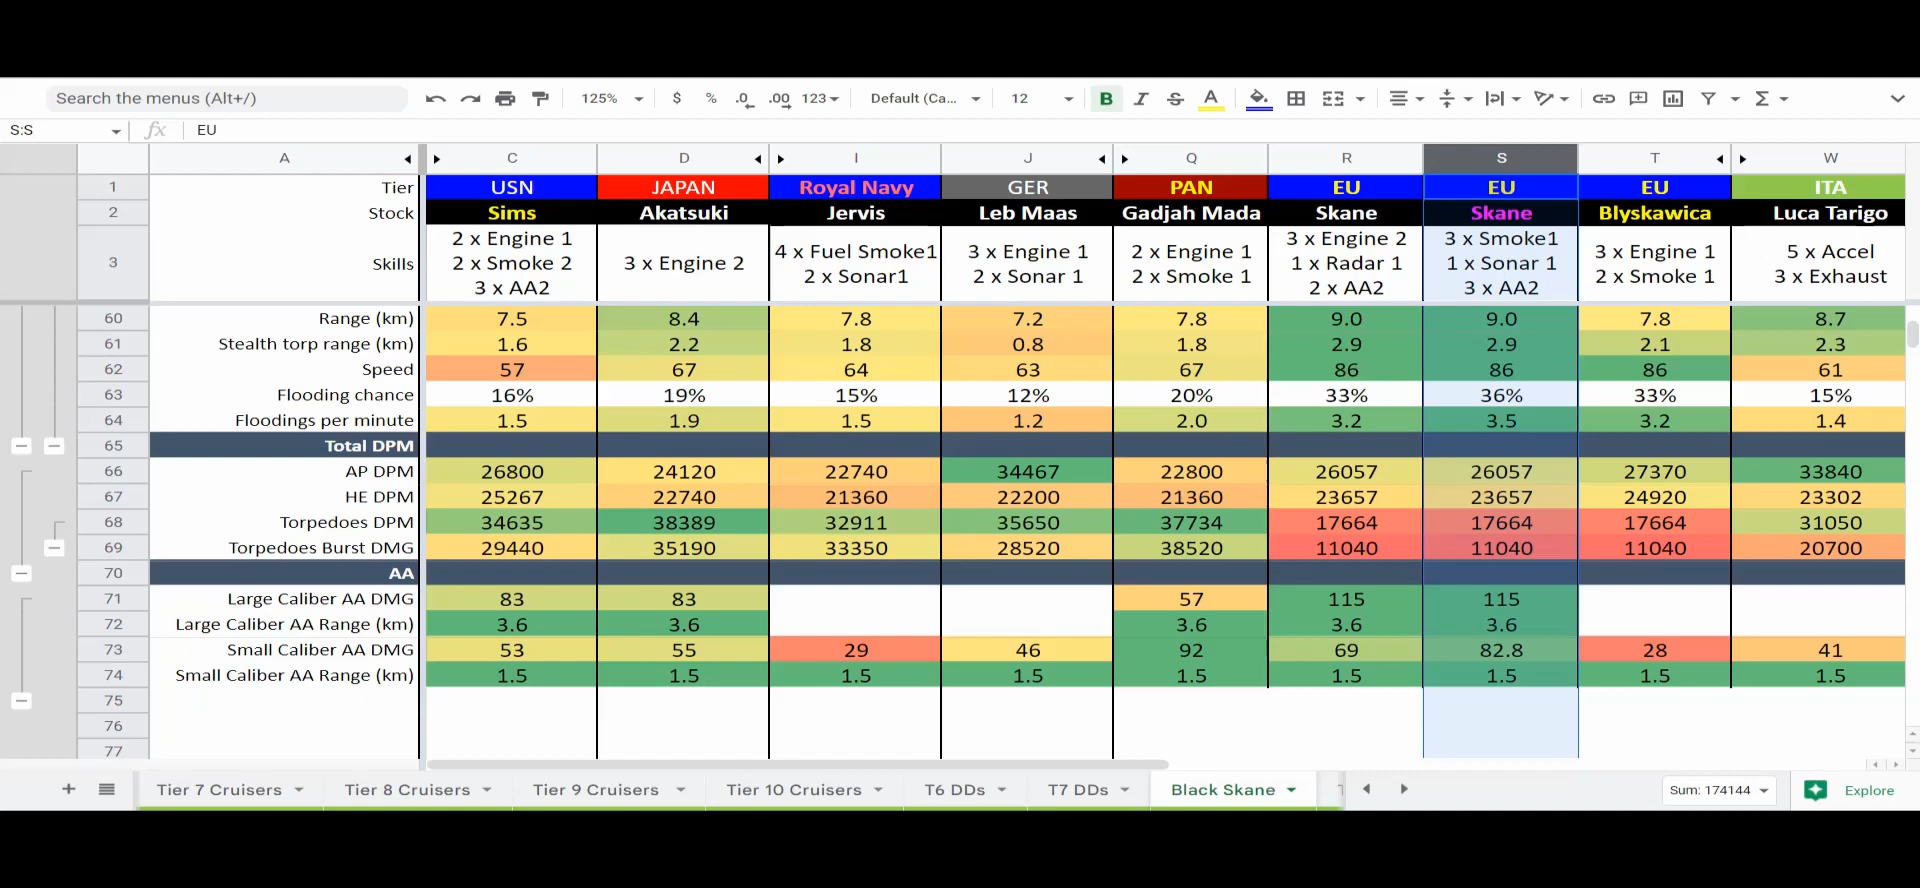 Search the menus (Alt+/) 125% $ % .0 .00 123 Default (Ca... 12 B I S A Σ
S:S fx EU
A C D I J Q R S T W
1 Tier USN JAPAN Royal Navy GER PAN EU EU EU ITA
2 Stock Sims Akatsuki Jervis Leb Maas Gadjah Mada Skane Skane Blyskawica Luca Tarigo
3 Skills
2 x Engine 1
2 x Smoke 2
3 x AA2
3 x Engine 2
4 x Fuel Smoke1
2 x Sonar1
3 x Engine 1
2 x Sonar 1
2 x Engine 1
2 x Smoke 1
3 x Engine 2
1 x Radar 1
2 x AA2
3 x Smoke1
1 x Sonar 1
3 x AA2
3 x Engine 1
2 x Smoke 1
5 x Accel
3 x Exhaust
60 Range (km) 7.5 8.4 7.8 7.2 7.8 9.0 9.0 7.8 8.7
61 Stealth torp range (km) 1.6 2.2 1.8 0.8 1.8 2.9 2.9 2.1 2.3
62 Speed 57 67 64 63 67 86 86 86 61
63 Flooding chance 16% 19% 15% 12% 20% 33% 36% 33% 15%
64 Floodings per minute 1.5 1.9 1.5 1.2 2.0 3.2 3.5 3.2 1.4
65 Total DPM
66 AP DPM 26800 24120 22740 34467 22800 26057 26057 27370 33840
67 HE DPM 25267 22740 21360 22200 21360 23657 23657 24920 23302
68 Torpedoes DPM 34635 38389 32911 35650 37734 17664 17664 17664 31050
69 Torpedoes Burst DMG 29440 35190 33350 28520 38520 11040 11040 11040 20700
70 AA
71 Large Caliber AA DMG 83 83 57 115 115
72 Large Caliber AA Range (km) 3.6 3.6 3.6 3.6 3.6
73 Small Caliber AA DMG 53 55 29 46 92 69 82.8 28 41
74 Small Caliber AA Range (km) 1.5 1.5 1.5 1.5 1.5 1.5 1.5 1.5 1.5
75
76
77
+ Tier 7 Cruisers Tier 8 Cruisers Tier 9 Cruisers Tier 10 Cruisers T6 DDs T7 DDs Black Skane Sum: 174144 Explore